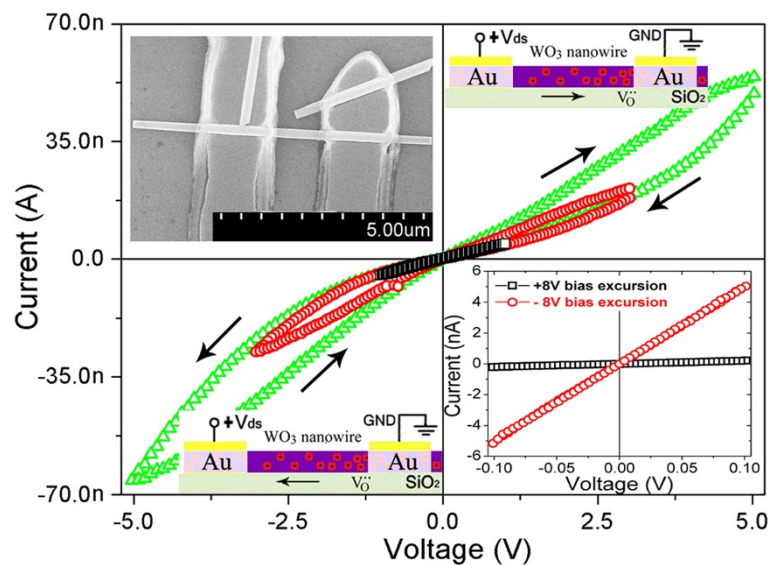 Current (A)
70.0n
35.0n
0.0
-35.0n
-70.0n
-5.0
-2.5
0.0
2.5
5.0
Voltage (V)
5.00um
+Vds
GND
WO3 nanowire
Au
Au
V̈O
SiO2
Current (nA)
6
4
2
0
-2
-4
-6
+8V bias excursion
- 8V bias excursion
-0.10
-0.05
0.00
0.05
0.10
Voltage (V)
+Vds
GND
WO3 nanowire
Au
Au
V̈O
SiO2